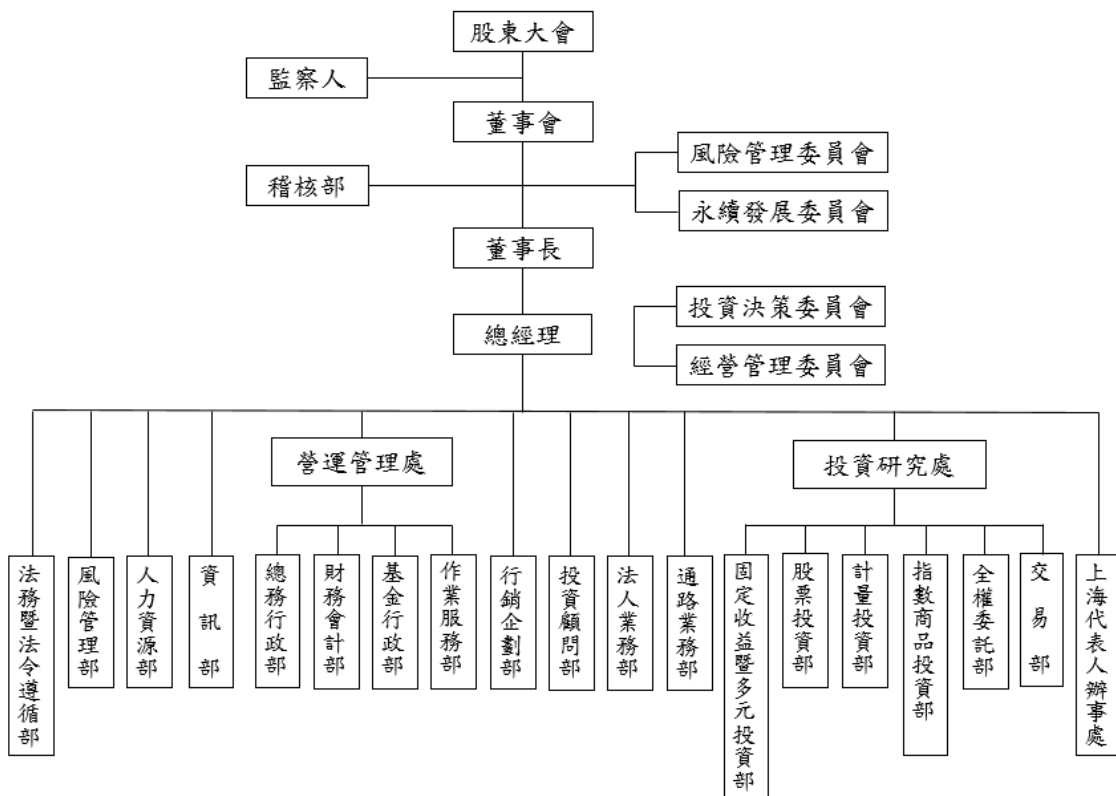 股東大會
監察人
董事會
風險管理委員會
稽核部
永續發展委員會
董事長
投資決策委員會
總經理
經營管理委員會
營運管理處
投資研究處
法務暨法令遵循部
風險管理部
人力資源部
資訊部
總務行政部
財務會計部
基金行政部
作業服務部
行銷企劃部
投資顧問部
法人業務部
通路業務部
固定收益暨多元投資部
股票投資部
計量投資部
指數商品投資部
全權委託部
交易部
上海代表人辦事處